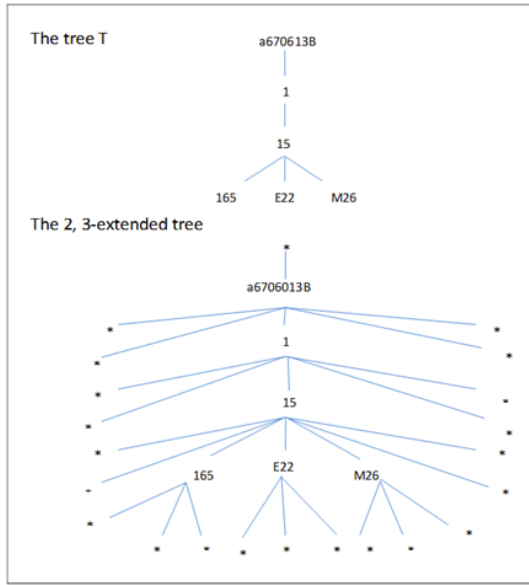 The tree T
a670613B
1
15
165 E22 M26
The 2, 3-extended tree
*
a6706013B
* *
* *
1
* *
* *
15
* *
* *
165 E22 M26
* *
* * * * * * *